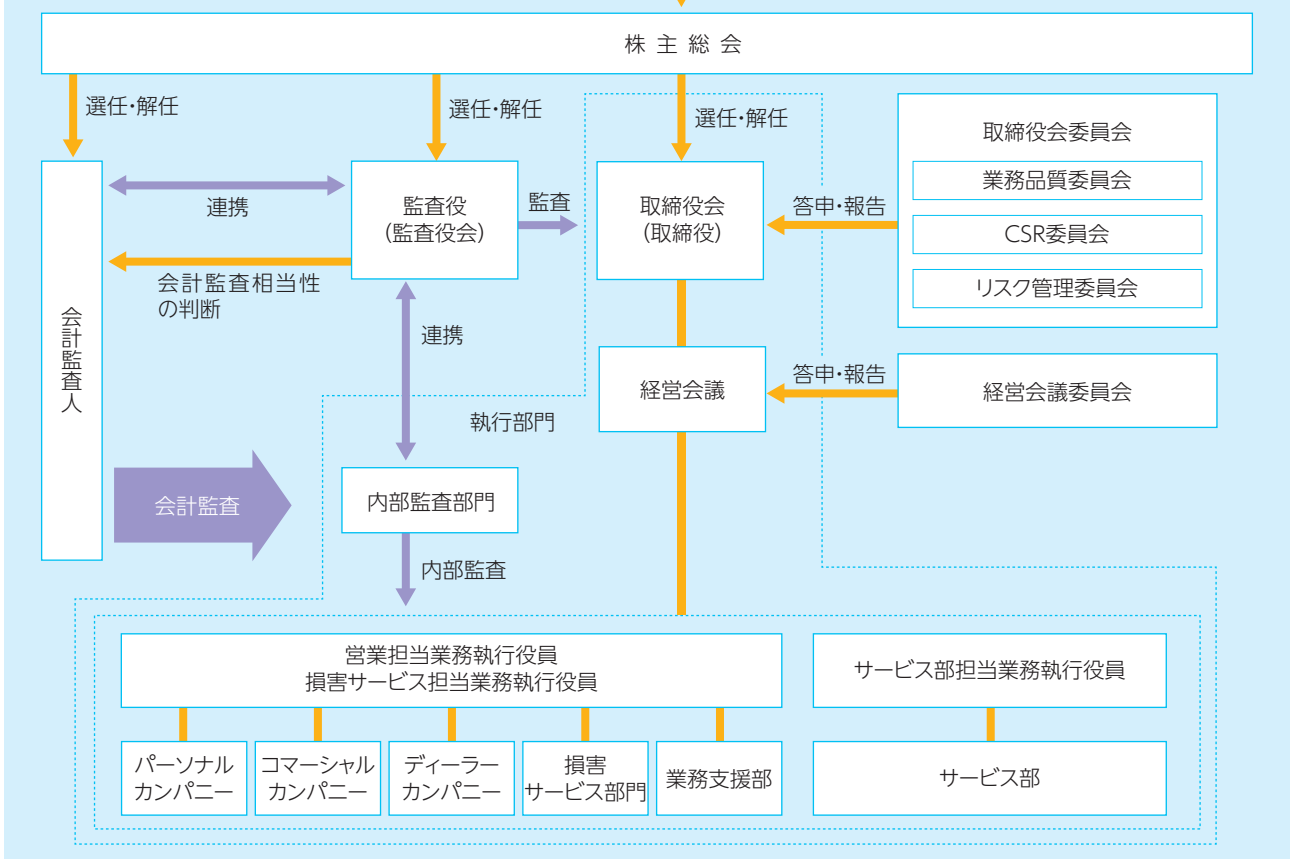 株主総会
選任・解任
選任・解任
選任・解任
取締役会委員会
業務品質委員会
CSR委員会
リスク管理委員会
会計監査人
連携
監査役
(監査役会)
監査
取締役会
(取締役)
答申・報告
会計監査相当性
の判断
連携
経営会議
答申・報告
経営会議委員会
執行部門
会計監査
内部監査部門
内部監査
営業担当業務執行役員
損害サービス担当業務執行役員
サービス部担当業務執行役員
パーソナル
カンパニー
コマーシャル
カンパニー
ディーラー
カンパニー
損害
サービス部門
業務支援部
サービス部